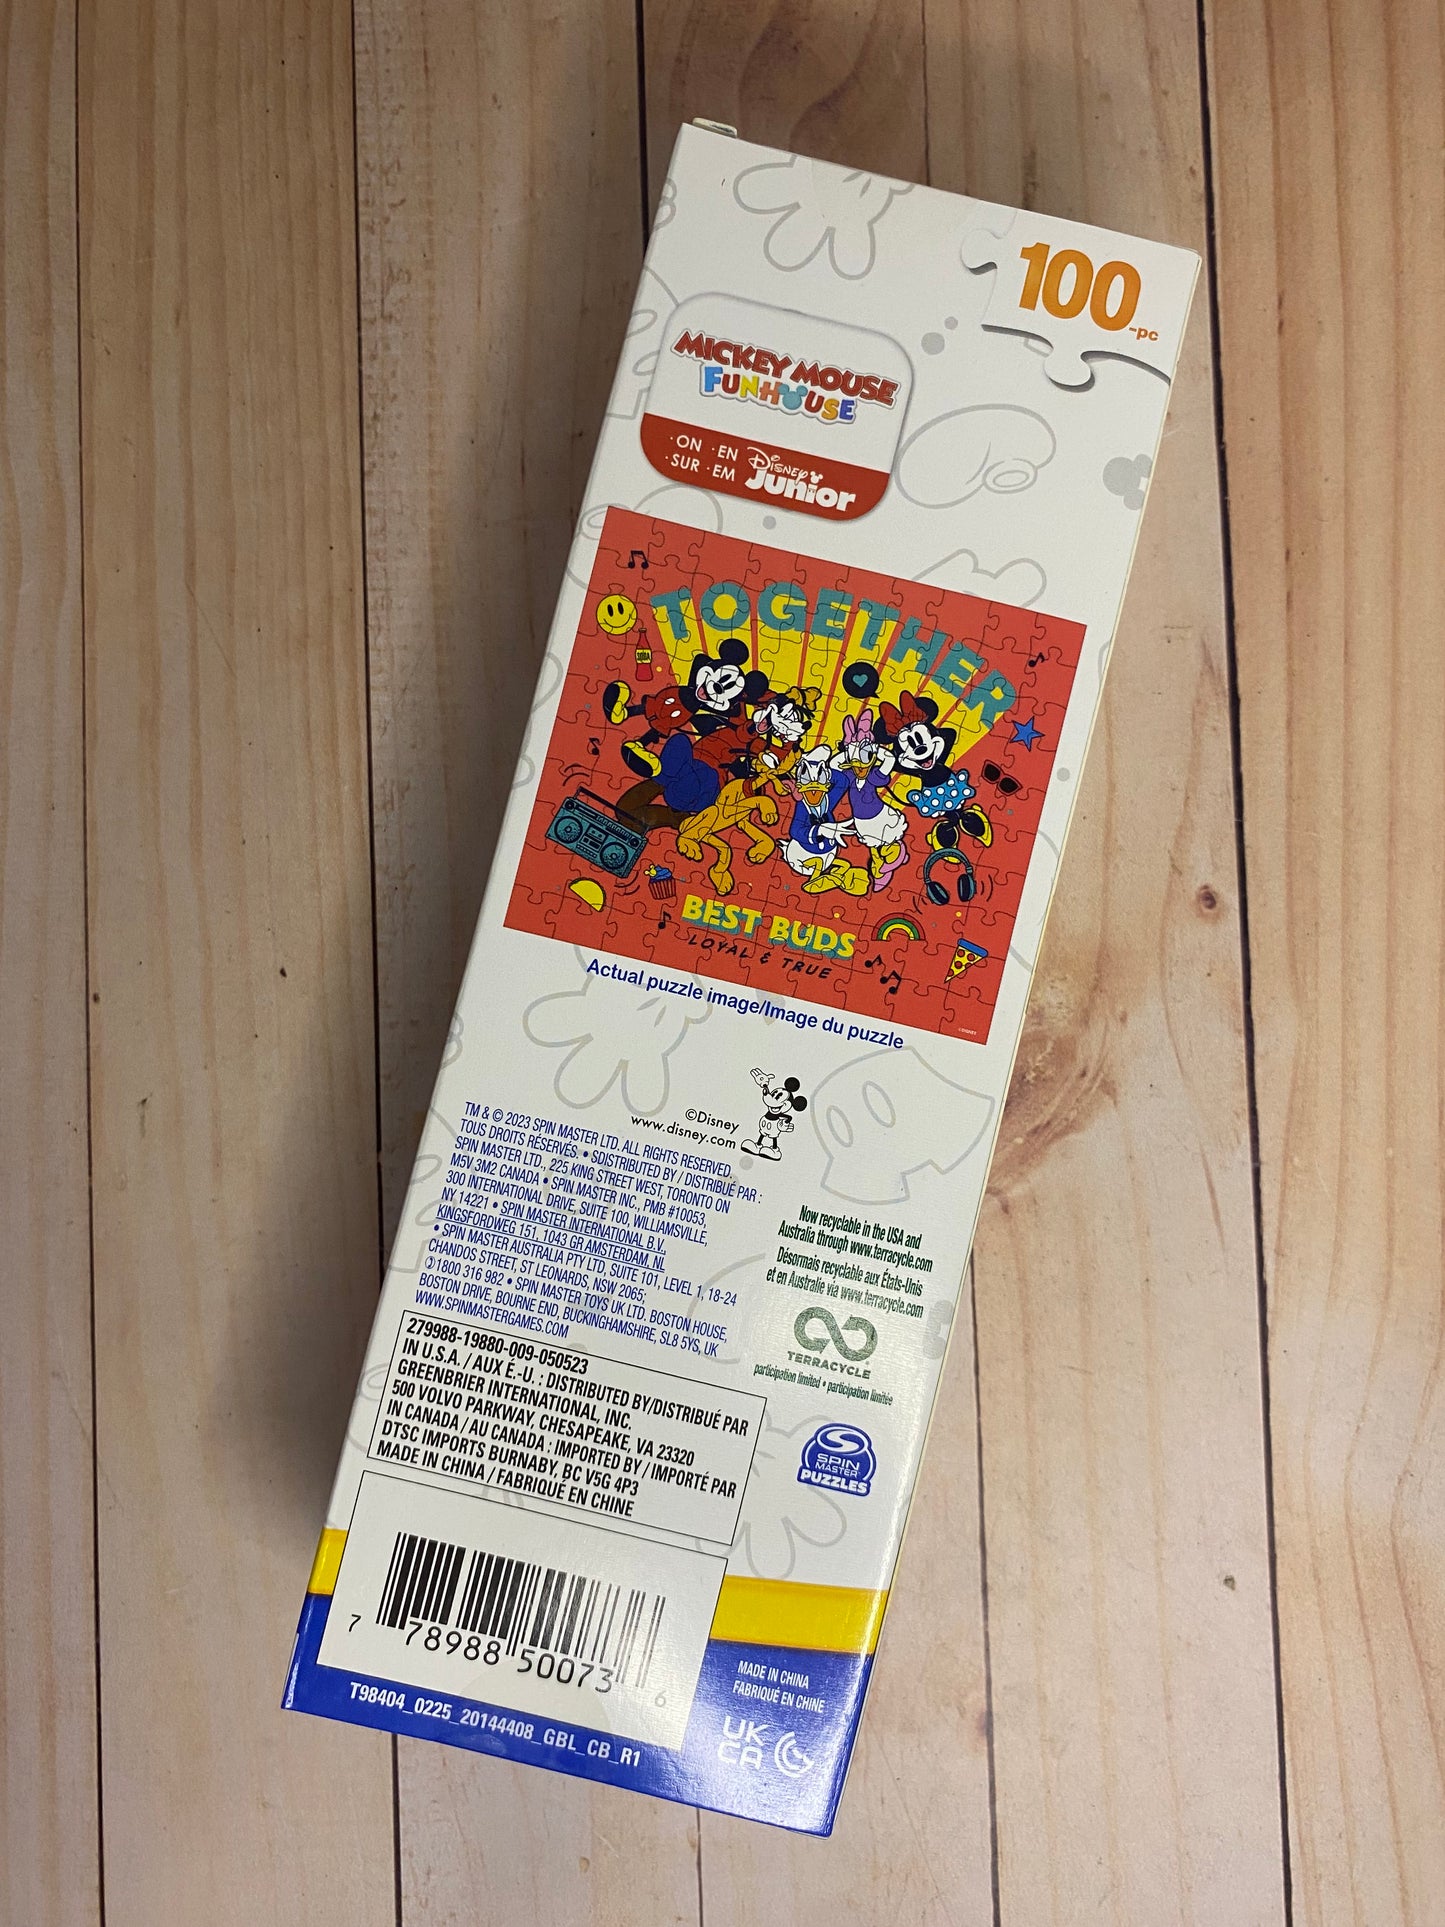 100-pc
MICKEY MOUSE
FUNHOUSE
·ON ·EN
·SUR ·EM
Disney
Junior
TOGETHER
SODA
BEST BUDS
LOYAL & TRUE
©DISNEY
Actual puzzle image/Image du puzzle
©Disney
www.disney.com
TM & © 2023 SPIN MASTER LTD. ALL RIGHTS RESERVED.
TOUS DROITS RÉSERVÉS. • SDISTRIBUTED BY / DISTRIBUÉ PAR :
SPIN MASTER LTD., 225 KING STREET WEST, TORONTO ON
M5V 3M2 CANADA • SPIN MASTER INC., PMB #10053,
300 INTERNATIONAL DRIVE, SUITE 100, WILLIAMSVILLE,
NY 14221 • SPIN MASTER INTERNATIONAL B.V.,
KINGSFORDWEG 151, 1043 GR AMSTERDAM, NL
• SPIN MASTER AUSTRALIA PTY LTD, SUITE 101, LEVEL 1, 18-24
CHANDOS STREET, ST LEONARDS, NSW 2065;
1800 316 982 • SPIN MASTER TOYS UK LTD. BOSTON HOUSE,
BOSTON DRIVE, BOURNE END, BUCKINGHAMSHIRE, SL8 5YS, UK
WWW.SPINMASTERGAMES.COM
Now recyclable in the USA and
Australia through www.terracycle.com
Désormais recyclable aux États-Unis
et en Australie via www.terracycle.com
TERRACYCLE
participation limited • participation limitée
279988-19880-009-050523
IN U.S.A. / AUX É.-U. : DISTRIBUTED BY/DISTRIBUÉ PAR
GREENBRIER INTERNATIONAL, INC.
500 VOLVO PARKWAY, CHESAPEAKE, VA 23320
IN CANADA / AU CANADA : IMPORTED BY / IMPORTÉ PAR
DTSC IMPORTS BURNABY, BC V5G 4P3
MADE IN CHINA / FABRIQUÉ EN CHINE
SPIN
MASTER
PUZZLES
7 78988 50073 6
MADE IN CHINA
FABRIQUÉ EN CHINE
UK
CA
T98404_0225_20144408_GBL_CB_R1